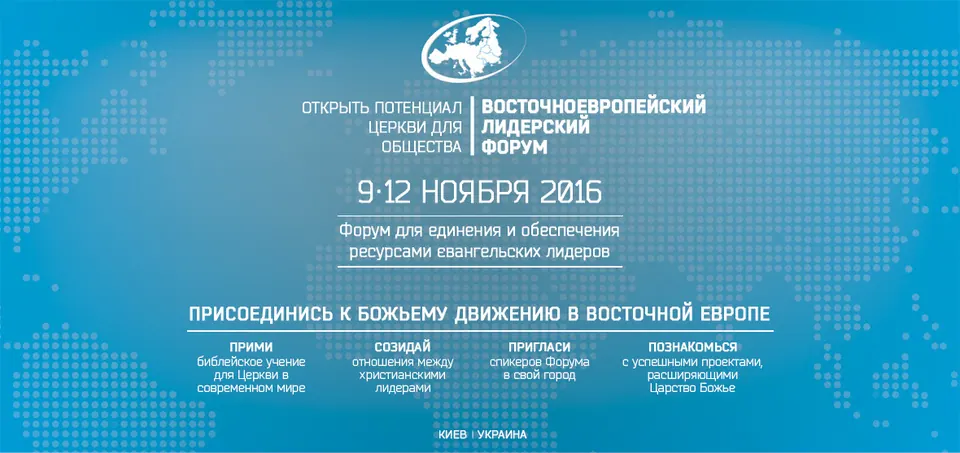 ОТКРЫТЬ ПОТЕНЦИАЛ
ЦЕРКВИ ДЛЯ
ОБЩЕСТВА
ВОСТОЧНОЕВРОПЕЙСКИЙ
ЛИДЕРСКИЙ
ФОРУМ
9·12 НОЯБРЯ 2016
Форум для единения и обеспечения
ресурсами евангельских лидеров
ПРИСОЕДИНИСЬ К БОЖЬЕМУ ДВИЖЕНИЮ В ВОСТОЧНОЙ ЕВРОПЕ
ПРИМИ
библейское учение
для Церкви в
современном мире
СОЗИДАЙ
отношения между
христианскими
лидерами
ПРИГЛАСИ
спикеров Форума
в свой город
ПОЗНАКОМЬСЯ
с успешными проектами,
расширяющими
Царство Божье
КИЕВ | УКРАИНА